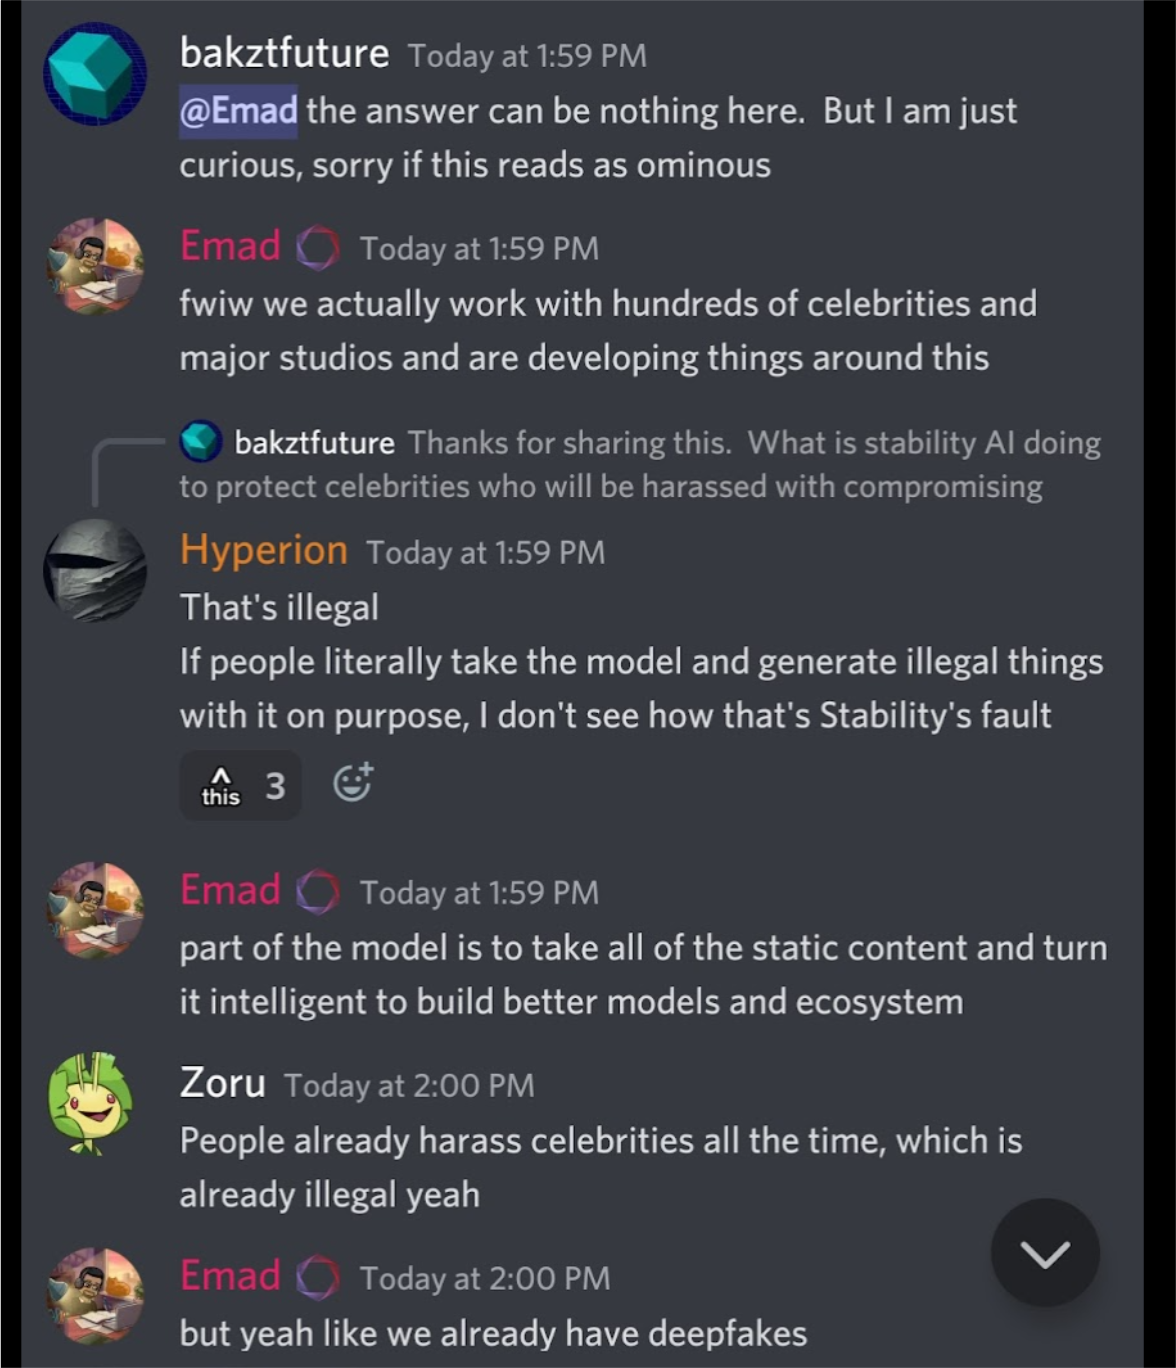 bakztfuture Today at 1:59 PM
@Emad the answer can be nothing here.  But I am just
curious, sorry if this reads as ominous
Emad Today at 1:59 PM
fwiw we actually work with hundreds of celebrities and
major studios and are developing things around this
bakztfuture Thanks for sharing this.  What is stability AI doing
to protect celebrities who will be harassed with compromising
Hyperion Today at 1:59 PM
That's illegal
If people literally take the model and generate illegal things
with it on purpose, I don't see how that's Stability's fault
^
this 3
Emad Today at 1:59 PM
part of the model is to take all of the static content and turn
it intelligent to build better models and ecosystem
Zoru Today at 2:00 PM
People already harass celebrities all the time, which is
already illegal yeah
Emad Today at 2:00 PM
but yeah like we already have deepfakes